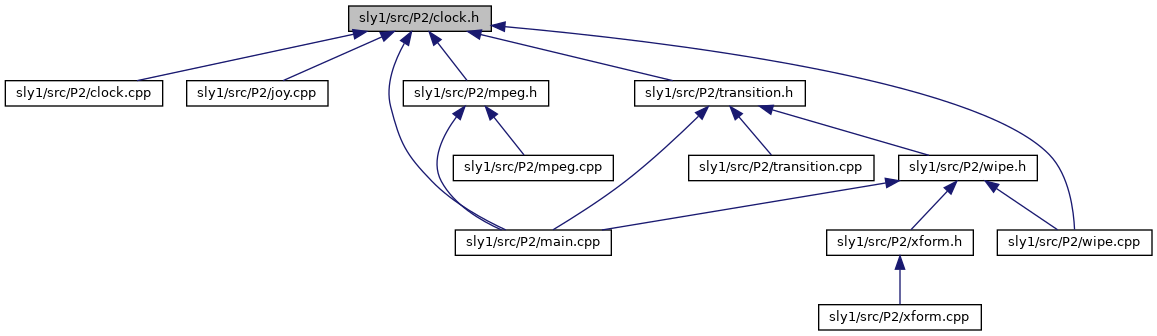 sly1/src/P2/clock.h
sly1/src/P2/clock.cpp
sly1/src/P2/joy.cpp
sly1/src/P2/mpeg.h
sly1/src/P2/transition.h
sly1/src/P2/mpeg.cpp
sly1/src/P2/transition.cpp
sly1/src/P2/wipe.h
sly1/src/P2/main.cpp
sly1/src/P2/xform.h
sly1/src/P2/wipe.cpp
sly1/src/P2/xform.cpp